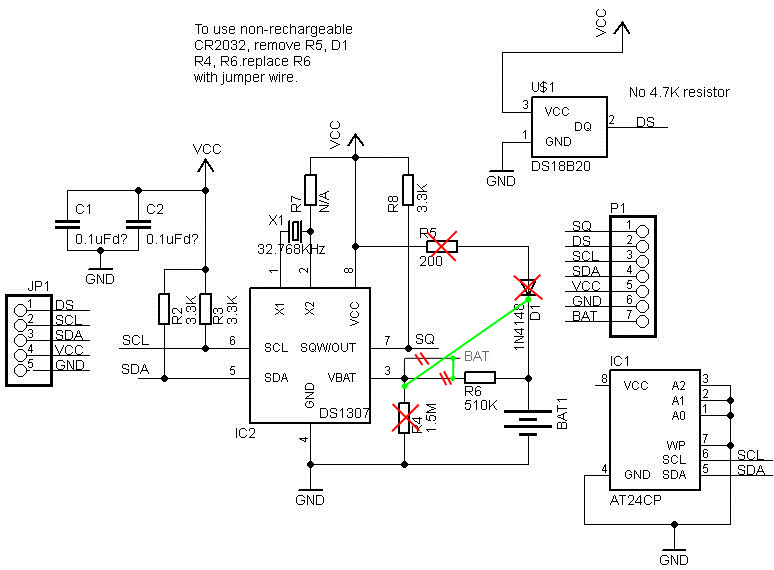 To use non-rechargeable
CR2032, remove R5, D1
R4, R6.replace R6
with jumper wire.
VCC
U$1
No 4.7K resistor
3
VCC
DQ
2
DS
1
GND
DS18B20
GND
VCC
VCC
C1
0.1uFd?
C2
0.1uFd?
GND
R7
N/A
R8
3.3K
X1
32.768KHz
R5
200
1N4148
D1
P1
SQ
1
DS
2
SCL
3
SDA
4
VCC
5
GND
6
BAT
7
JP1
1
DS
2
SCL
3
SDA
4
VCC
5
GND
R2
3.3K
R3
3.3K
1
2
8
X1
X2
VCC
SCL
6
SCL
SQW/OUT
7
SQ
SDA
5
SDA
VBAT
3
BAT
GND
DS1307
IC2
4
GND
R6
510K
R4
1.5M
BAT1
IC1
8
VCC
A2
3
A1
2
A0
1
WP
7
SCL
6
SCL
4
GND
SDA
5
SDA
AT24CP
GND